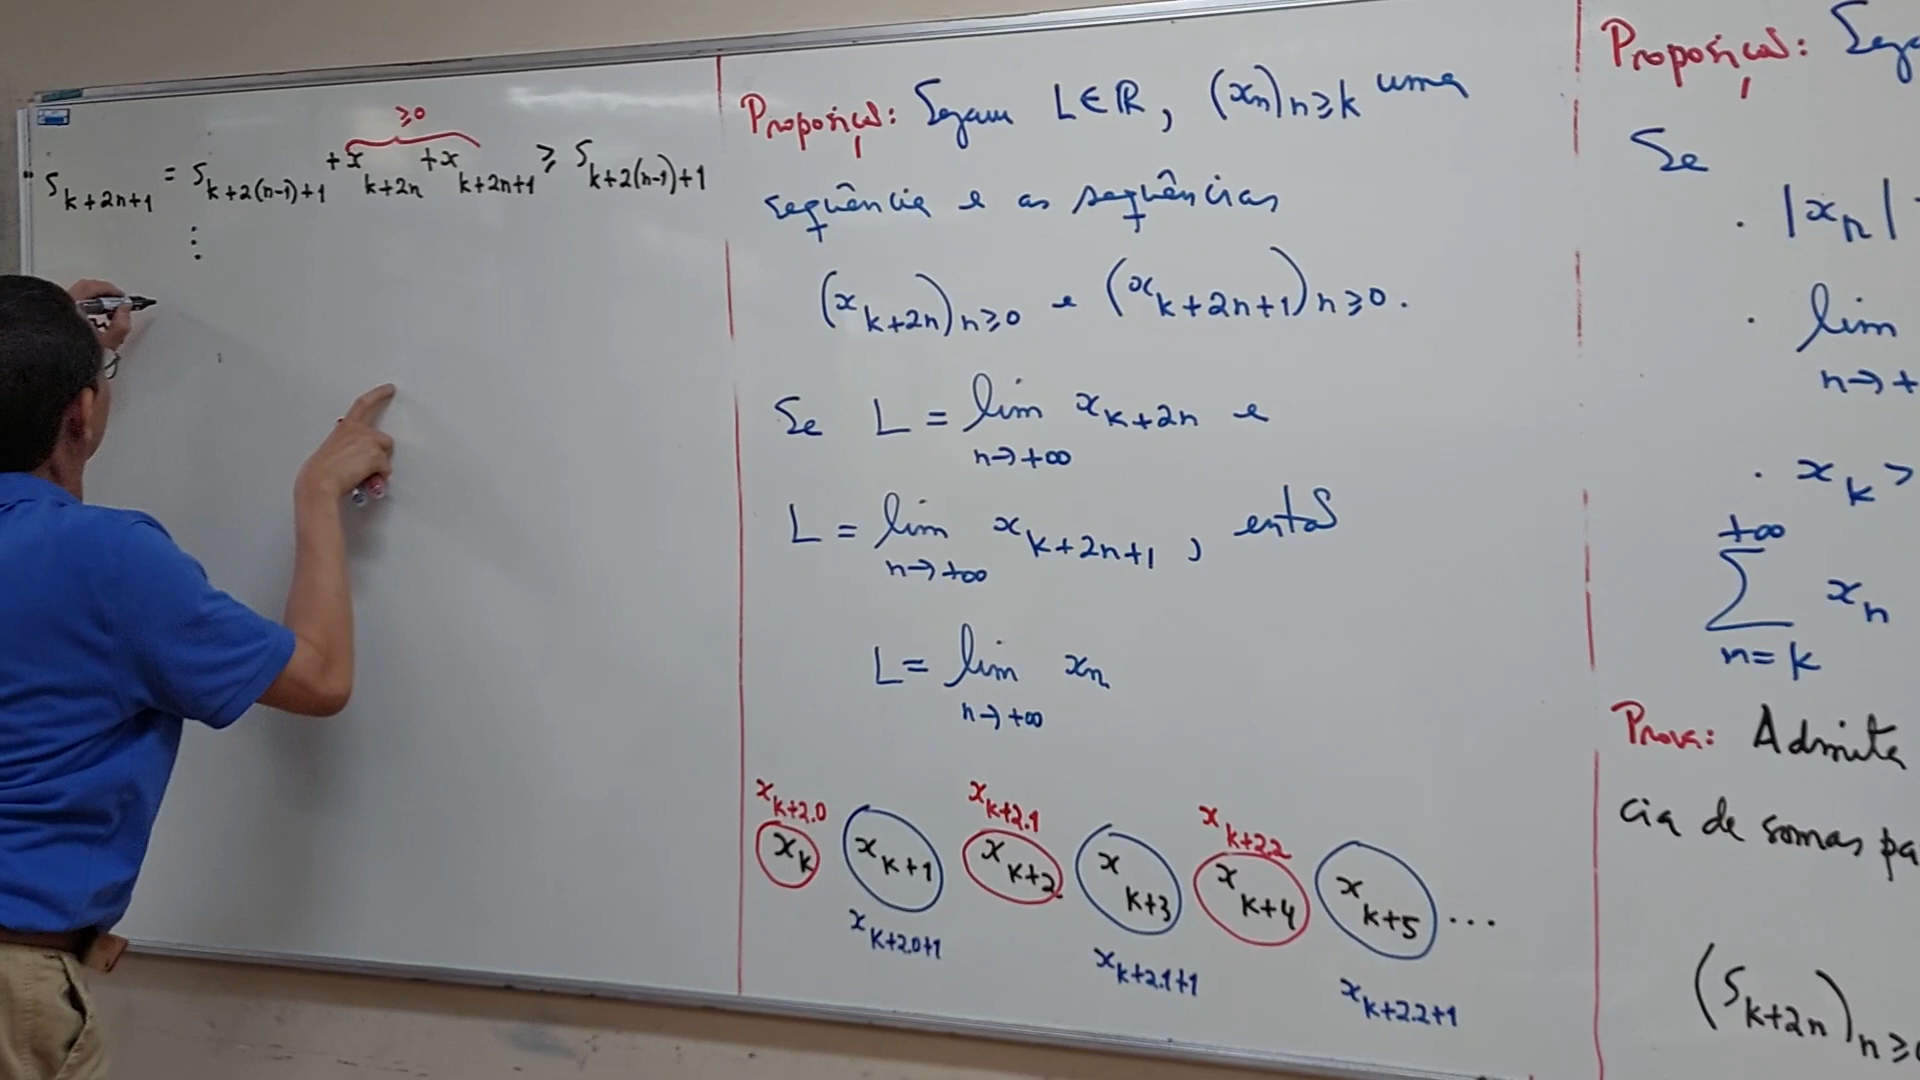 ≥0
S_{k+2n+1} = S_{k+2(n-1)+1} + x_{k+2n} + x_{k+2n+1} ≥ S_{k+2(n-1)+1}
⋮
Proposição: Sejam L∈ℝ, (x_n)_{n≥k} uma
sequência e as sequências
(x_{k+2n})_{n≥0} e (x_{k+2n+1})_{n≥0}.
Se L = lim x_{k+2n} e
n→+∞
L = lim x_{k+2n+1}, então
n→+∞
L = lim x_n
n→+∞
x_{k+2.0} x_{k+2.1} x_{k+2.2}
x_k x_{k+1} x_{k+2} x_{k+3} x_{k+4} x_{k+5} ...
x_{k+2.0+1} x_{k+2.1+1} x_{k+2.2+1}
Proposição: Seja
Se
. |x_n|
. lim
n→+
. x_k >
+∞
∑ x_n
n=k
Prova: Admita
cia de somas pa
(S_{k+2n})_{n≥0